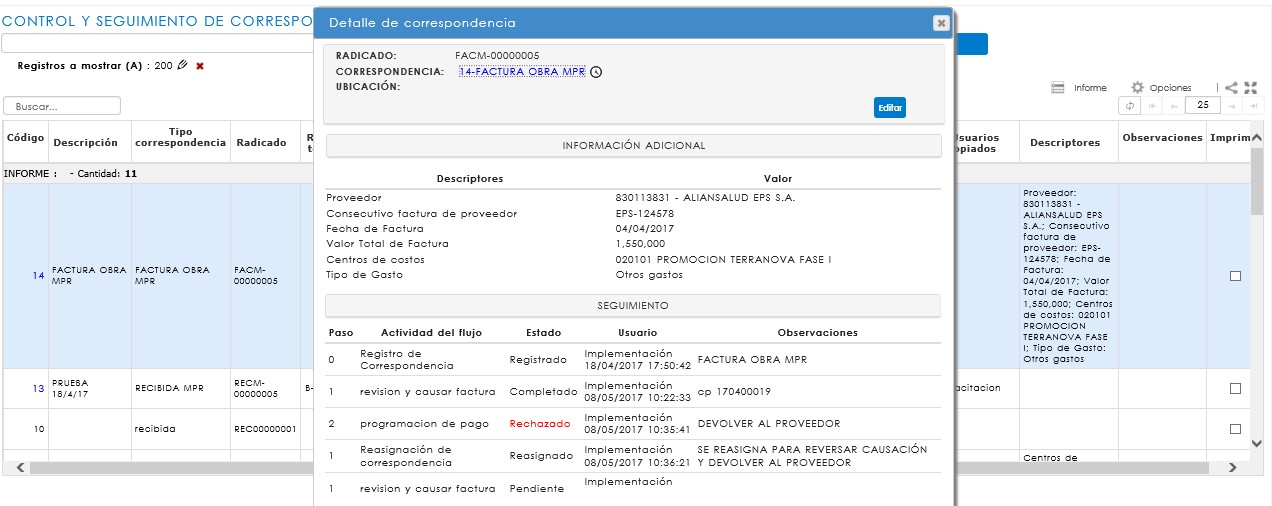 CONTROL Y SEGUIMIENTO DE CORRESPO
Registros a mostrar (A) : 200
Buscar...
Informe
Opciones
25
Detalle de correspondencia
RADICADO: FACM-00000005
CORRESPONDENCIA: 14-FACTURA OBRA MPR
UBICACIÓN:
Editar
INFORMACIÓN ADICIONAL
Descriptores Valor
Proveedor 830113831 - ALIANSALUD EPS S.A.
Consecutivo factura de proveedor EPS-124578
Fecha de Factura 04/04/2017
Valor Total de Factura 1,550,000
Centros de costos 020101 PROMOCION TERRANOVA FASE I
Tipo de Gasto Otros gastos
SEGUIMIENTO
Paso Actividad del flujo Estado Usuario Observaciones
0 Registro de Correspondencia Registrado Implementación 18/04/2017 17:50:42 FACTURA OBRA MPR
1 revision y causar factura Completado Implementación 08/05/2017 10:22:33 cp 170400019
2 programacion de pago Rechazado Implementación 08/05/2017 10:35:41 DEVOLVER AL PROVEEDOR
1 Reasignación de correspondencia Reasignado Implementación 08/05/2017 10:36:21 SE REASIGNA PARA REVERSAR CAUSACIÓN Y DEVOLVER AL PROVEEDOR
1 revision y causar factura Pendiente Implementación
Código Descripción Tipo correspondencia Radicado
INFORME : - Cantidad: 11
14 FACTURA OBRA MPR FACTURA OBRA MPR FACM-00000005
13 PRUEBA 18/4/17 RECIBIDA MPR RECM-00000005 B-
10 recibida REC00000001
Descriptores Observaciones Imprim
suarios
opiados
Proveedor:
830113831 -
ALIANSALUD EPS
S.A.; Consecutivo
factura de
proveedor: EPS-
124578; Fecha de
Factura:
04/04/2017; Valor
Total de Factura:
1,550,000; Centros
de costos: 020101
PROMOCION
TERRANOVA FASE
I; Tipo de Gasto:
Otros gastos
acitacion
Centros de